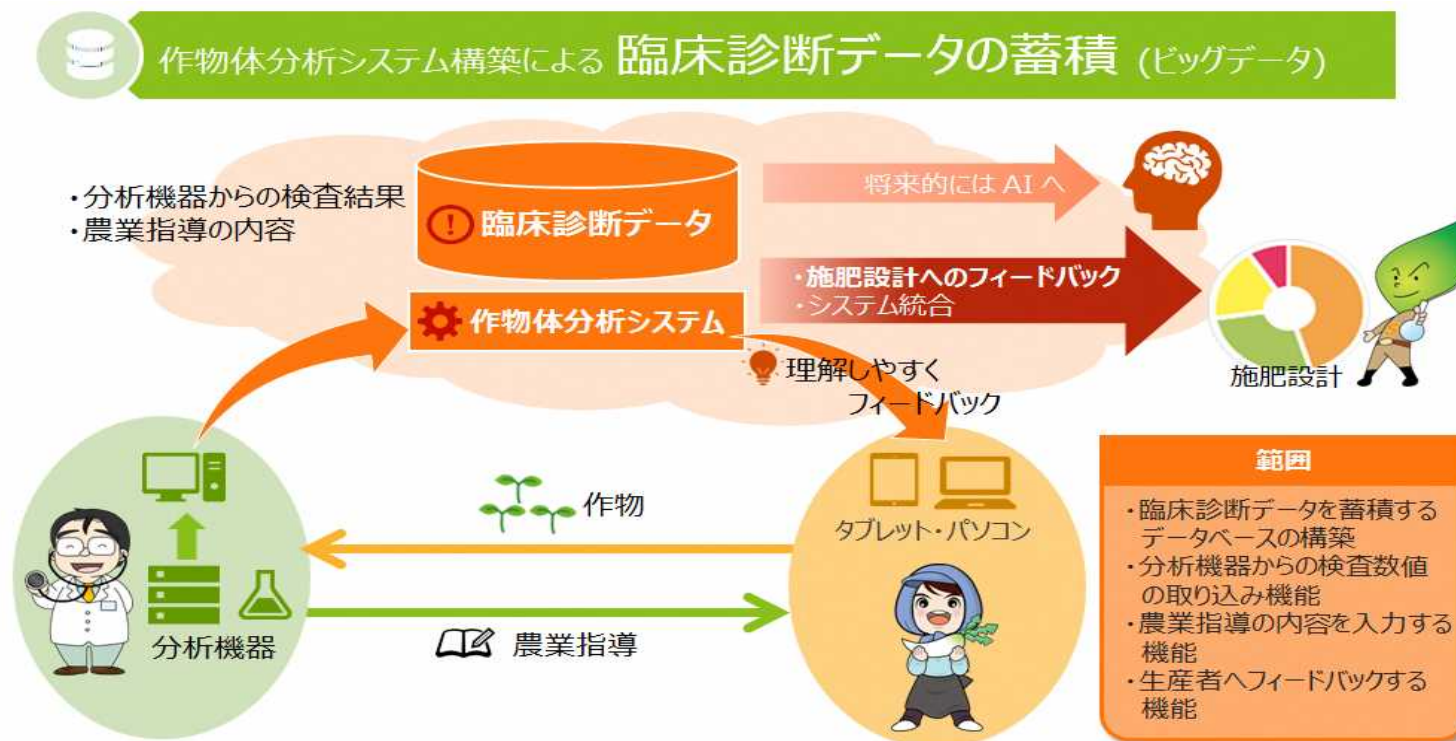 作物体分析システム構築による 臨床診断データの蓄積 (ビッグデータ)
・分析機器からの検査結果
・農業指導の内容
臨床診断データ
作物体分析システム
将来的には AI へ
・施肥設計へのフィードバック
・システム統合
施肥設計
理解しやすく
フィードバック
分析機器
作物
農業指導
タブレット・パソコン
範囲
・臨床診断データを蓄積する
データベースの構築
・分析機器からの検査数値
の取り込み機能
・農業指導の内容を入力する
機能
・生産者へフィードバックする
機能